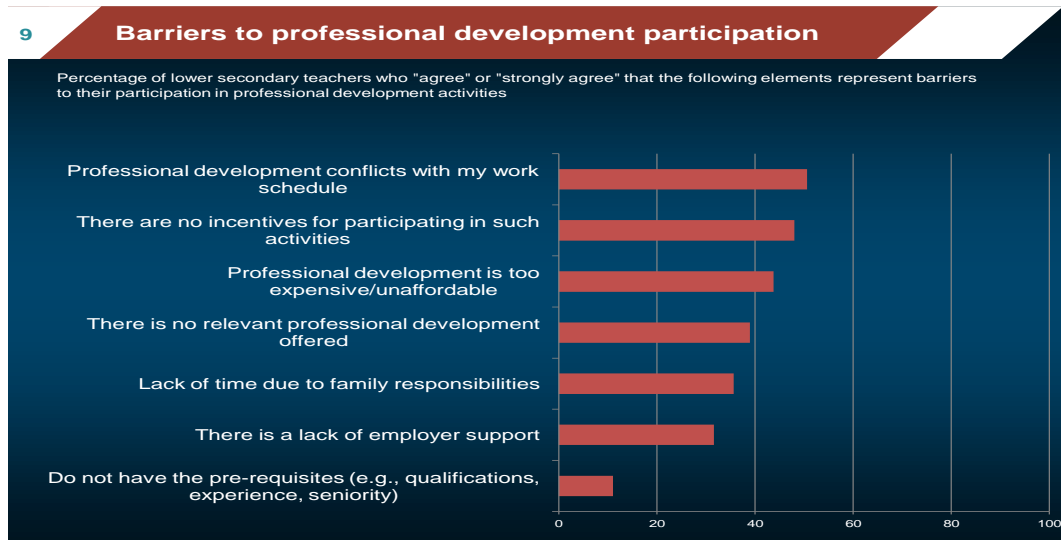 9
Barriers to professional development participation
Percentage of lower secondary teachers who "agree" or "strongly agree" that the following elements represent barriers
to their participation in professional development activities
Professional development conflicts with my work
schedule
There are no incentives for participating in such
activities
Professional development is too
expensive/unaffordable
There is no relevant professional development
offered
Lack of time due to family responsibilities
There is a lack of employer support
Do not have the pre-requisites (e.g., qualifications,
experience, seniority)
0 20 40 60 80 100